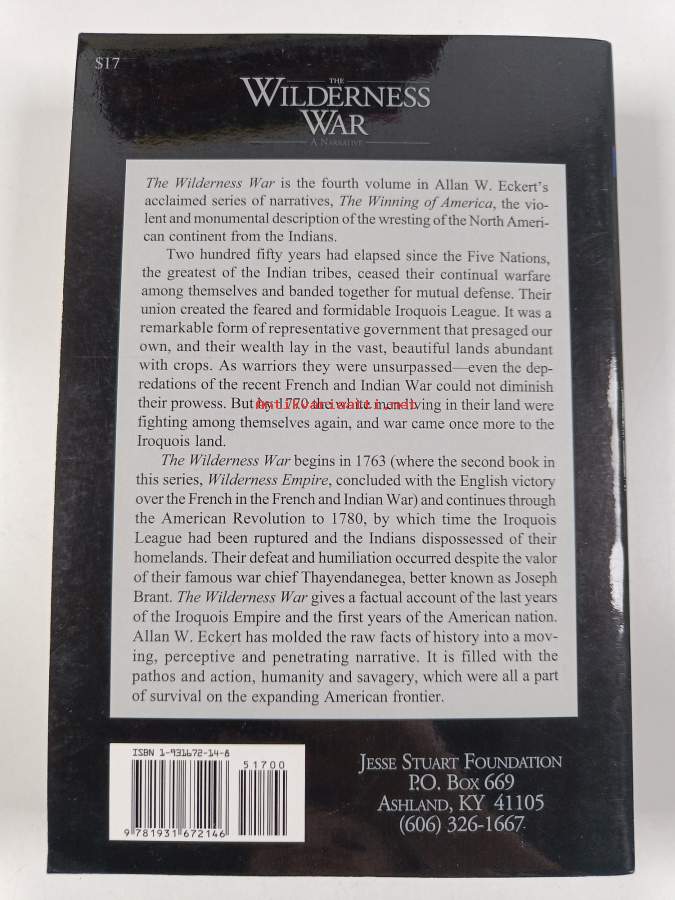 $17
THE
WILDERNESS
WAR
A NARRATIVE
The Wilderness War is the fourth volume in Allan W. Eckert's
acclaimed series of narratives, The Winning of America, the vio-
lent and monumental description of the wresting of the North Ameri-
can continent from the Indians.
Two hundred fifty years had elapsed since the Five Nations,
the greatest of the Indian tribes, ceased their continual warfare
among themselves and banded together for mutual defense. Their
union created the feared and formidable Iroquois League. It was a
remarkable form of representative government that presaged our
own, and their wealth lay in the vast, beautiful lands abundant
with crops. As warriors they were unsurpassed—even the dep-
redations of the recent French and Indian War could not diminish
their prowess. But by 1770 the white men living in their land were
fighting among themselves again, and war came once more to the
Iroquois land.
The Wilderness War begins in 1763 (where the second book in
this series, Wilderness Empire, concluded with the English victory
over the French in the French and Indian War) and continues through
the American Revolution to 1780, by which time the Iroquois
League had been ruptured and the Indians dispossessed of their
homelands. Their defeat and humiliation occurred despite the valor
of their famous war chief Thayendanegea, better known as Joseph
Brant. The Wilderness War gives a factual account of the last years
of the Iroquois Empire and the first years of the American nation.
Allan W. Eckert has molded the raw facts of history into a mov-
ing, perceptive and penetrating narrative. It is filled with the
pathos and action, humanity and savagery, which were all a part
of survival on the expanding American frontier.
ISBN 1-931672-14-8
51700
9 781931 672146
JESSE STUART FOUNDATION
P.O. BOX 669
ASHLAND, KY 41105
(606) 326-1667